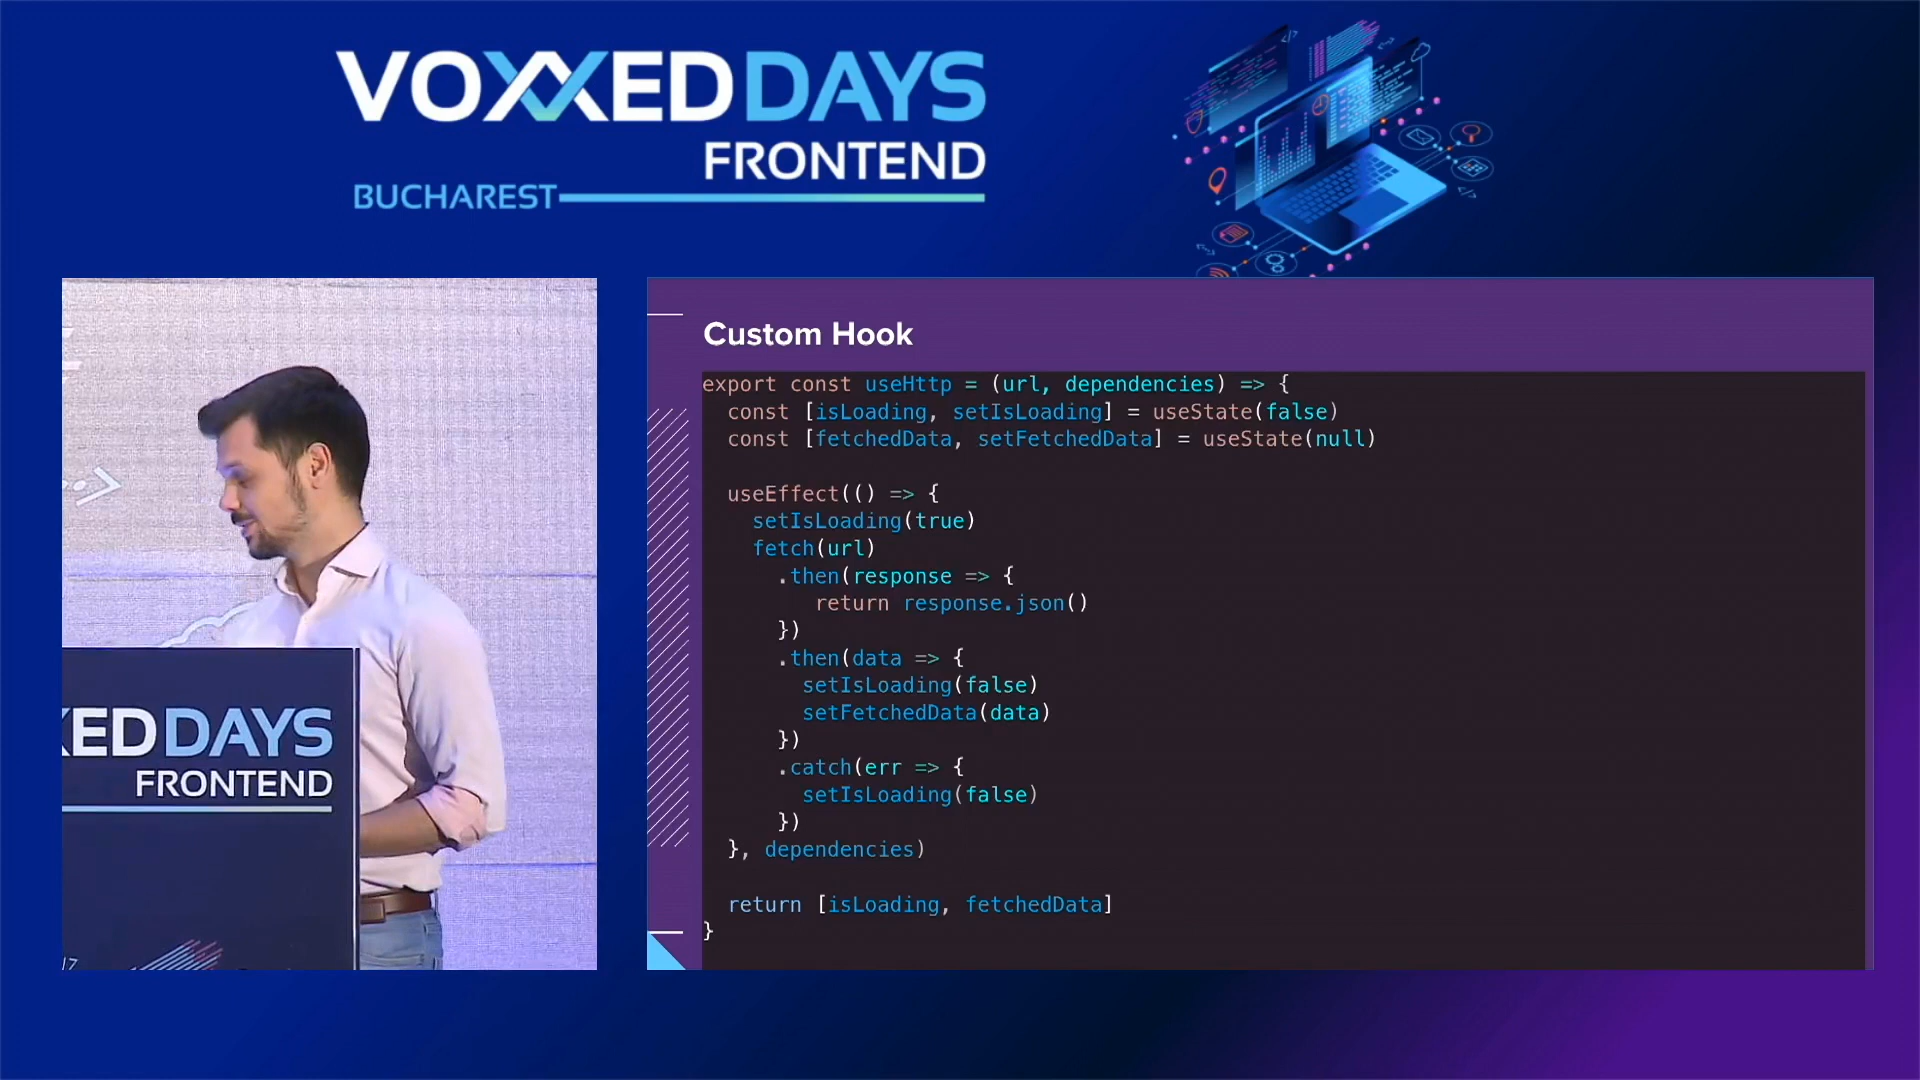 VOXXED DAYS
FRONTEND
BUCHAREST
XED DAYS
FRONTEND
Custom Hook
export const useHttp = (url, dependencies) => {
  const [isLoading, setIsLoading] = useState(false)
  const [fetchedData, setFetchedData] = useState(null)
  useEffect(() => {
    setIsLoading(true)
    fetch(url)
      .then(response => {
         return response.json()
      })
      .then(data => {
        setIsLoading(false)
        setFetchedData(data)
      })
      .catch(err => {
        setIsLoading(false)
      })
  }, dependencies)
  return [isLoading, fetchedData]
}